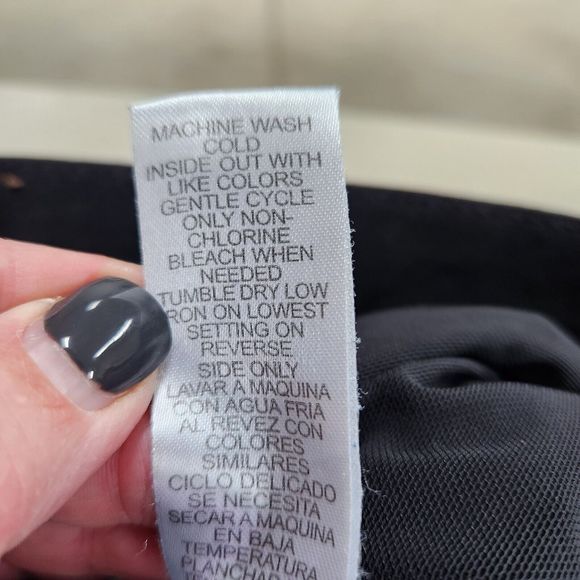 MACHINE WASH
COLD
INSIDE OUT WITH
LIKE COLORS
GENTLE CYCLE
ONLY NON-
CHLORINE
BLEACH WHEN
NEEDED
TUMBLE DRY LOW
RON ON LOWEST
SETTING ON
REVERSE
SIDE ONLY
LAVAR A MAQUINA
CON AGUA FRIA
AL REVEZ CON
COLORES
SIMILARES
CICLO DELICADO
SE NECESITA
SECAR A MAQUINA
EN BAJA
TEMPERATURA
PLANCHAR